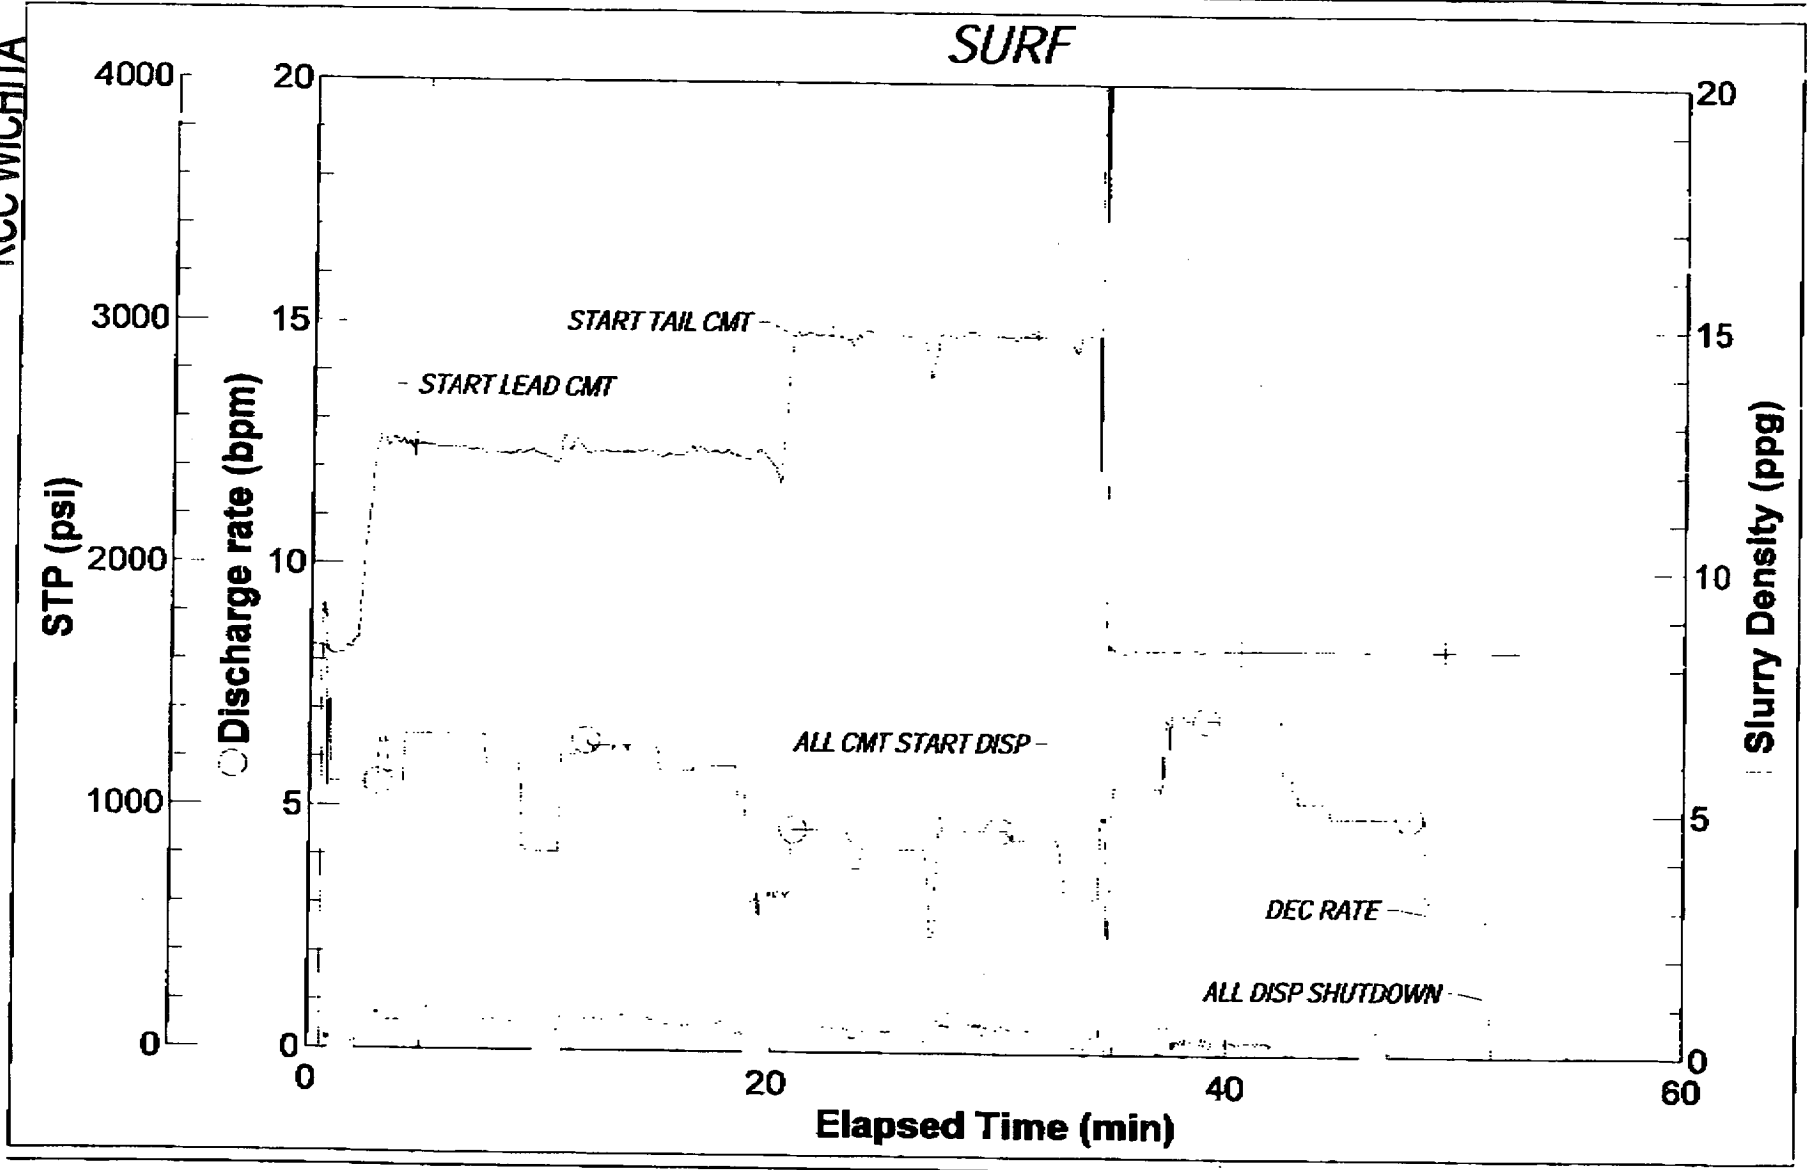 SURF
KCC WICHITA
4000
3000
2000
1000
0
STP (psi)
20
15
10
5
0
Discharge rate (bpm)
START TAIL CMT
START LEAD CMT
ALL CMT START DISP
DEC RATE
ALL DISP SHUTDOWN
20
15
10
5
0
Slurry Density (ppg)
0
20
40
60
Elapsed Time (min)